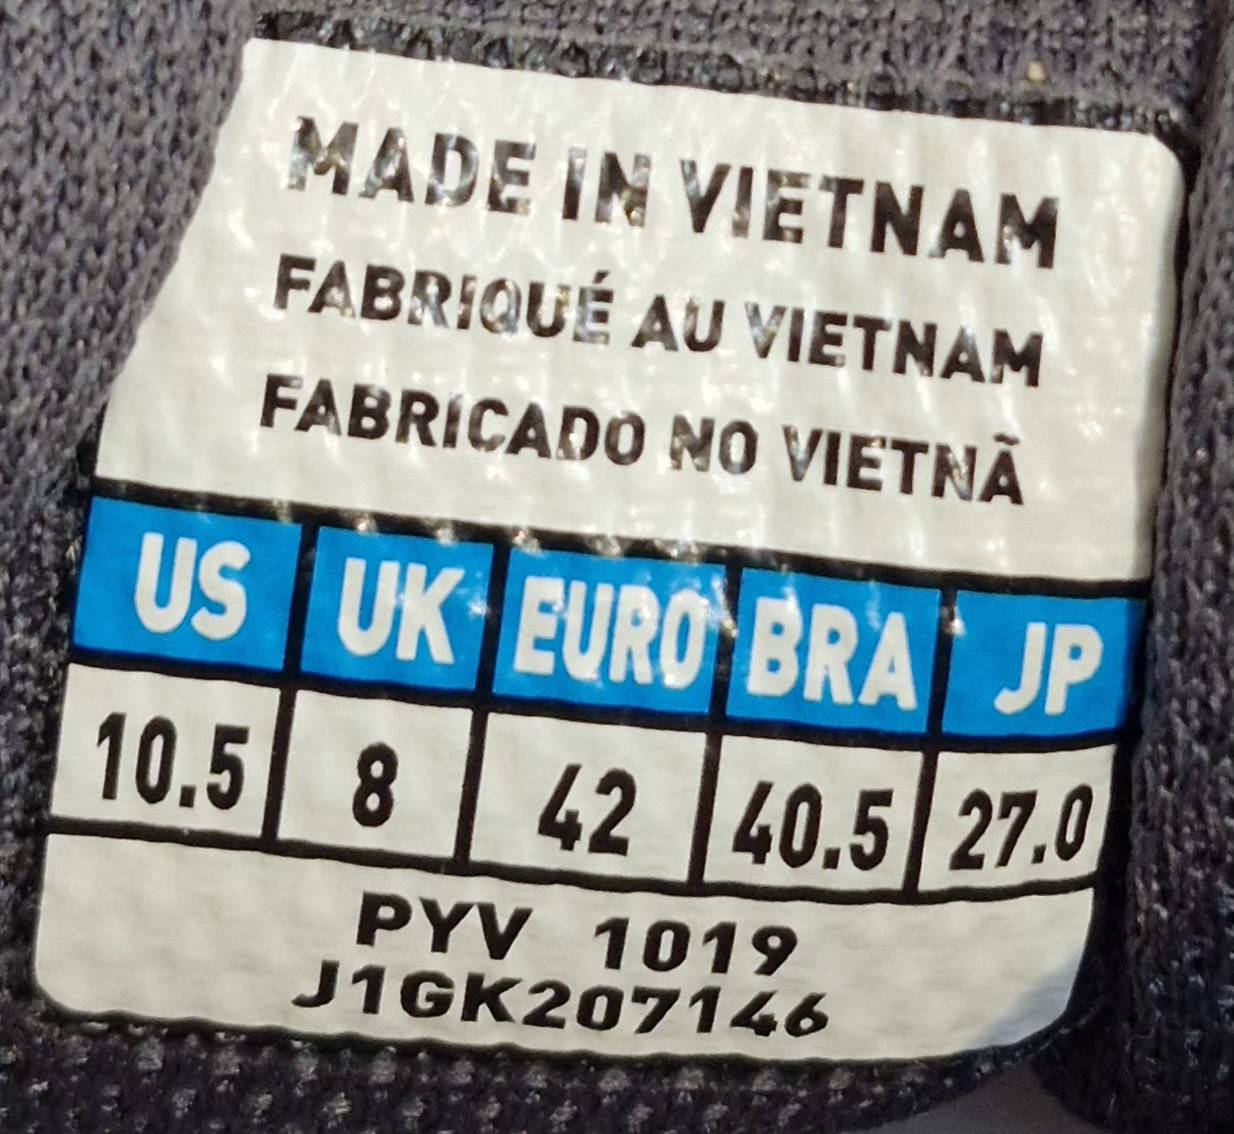 MADE IN VIETNAM
FABRIQUÉ AU VIETNAM
FABRICADO NO VIETNÃ
US UK EURO BRA JP
10.5 8 42 40.5 27.0
PYV 1019
J1GK207146